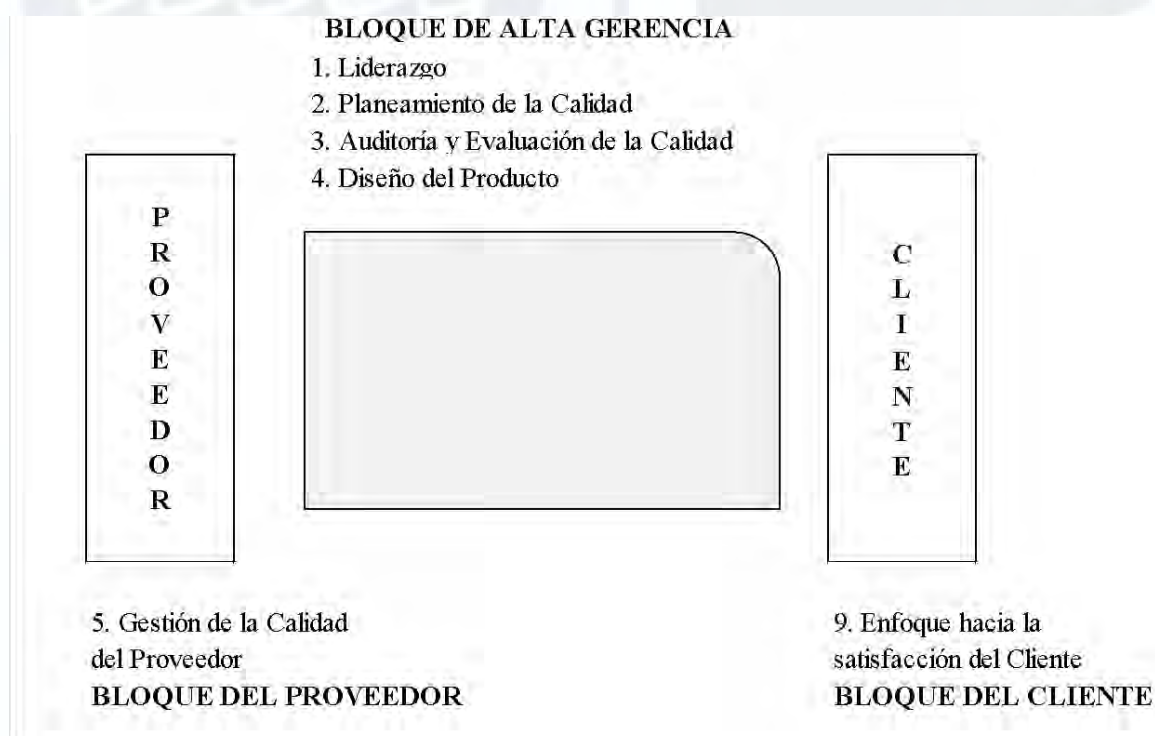 BLOQUE DE ALTA GERENCIA
1. Liderazgo
2. Planeamiento de la Calidad
3. Auditoría y Evaluación de la Calidad
4. Diseño del Producto
PROVEEDOR
CLIENTE
5. Gestión de la Calidad
del Proveedor
BLOQUE DEL PROVEEDOR
9. Enfoque hacia la
satisfacción del Cliente
BLOQUE DEL CLIENTE